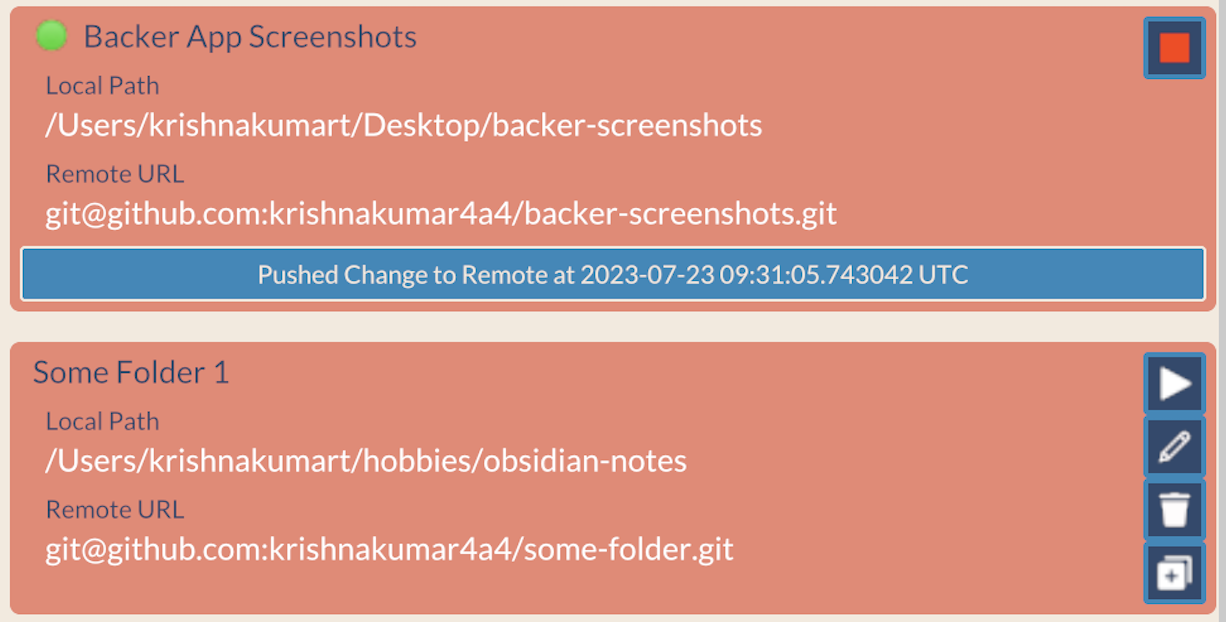 Backer App Screenshots
Local Path
/Users/krishnakumart/Desktop/backer-screenshots
Remote URL
git@github.com:krishnakumar4a4/backer-screenshots.git
Pushed Change to Remote at 2023-07-23 09:31:05.743042 UTC
Some Folder 1
Local Path
/Users/krishnakumart/hobbies/obsidian-notes
Remote URL
git@github.com:krishnakumar4a4/some-folder.git